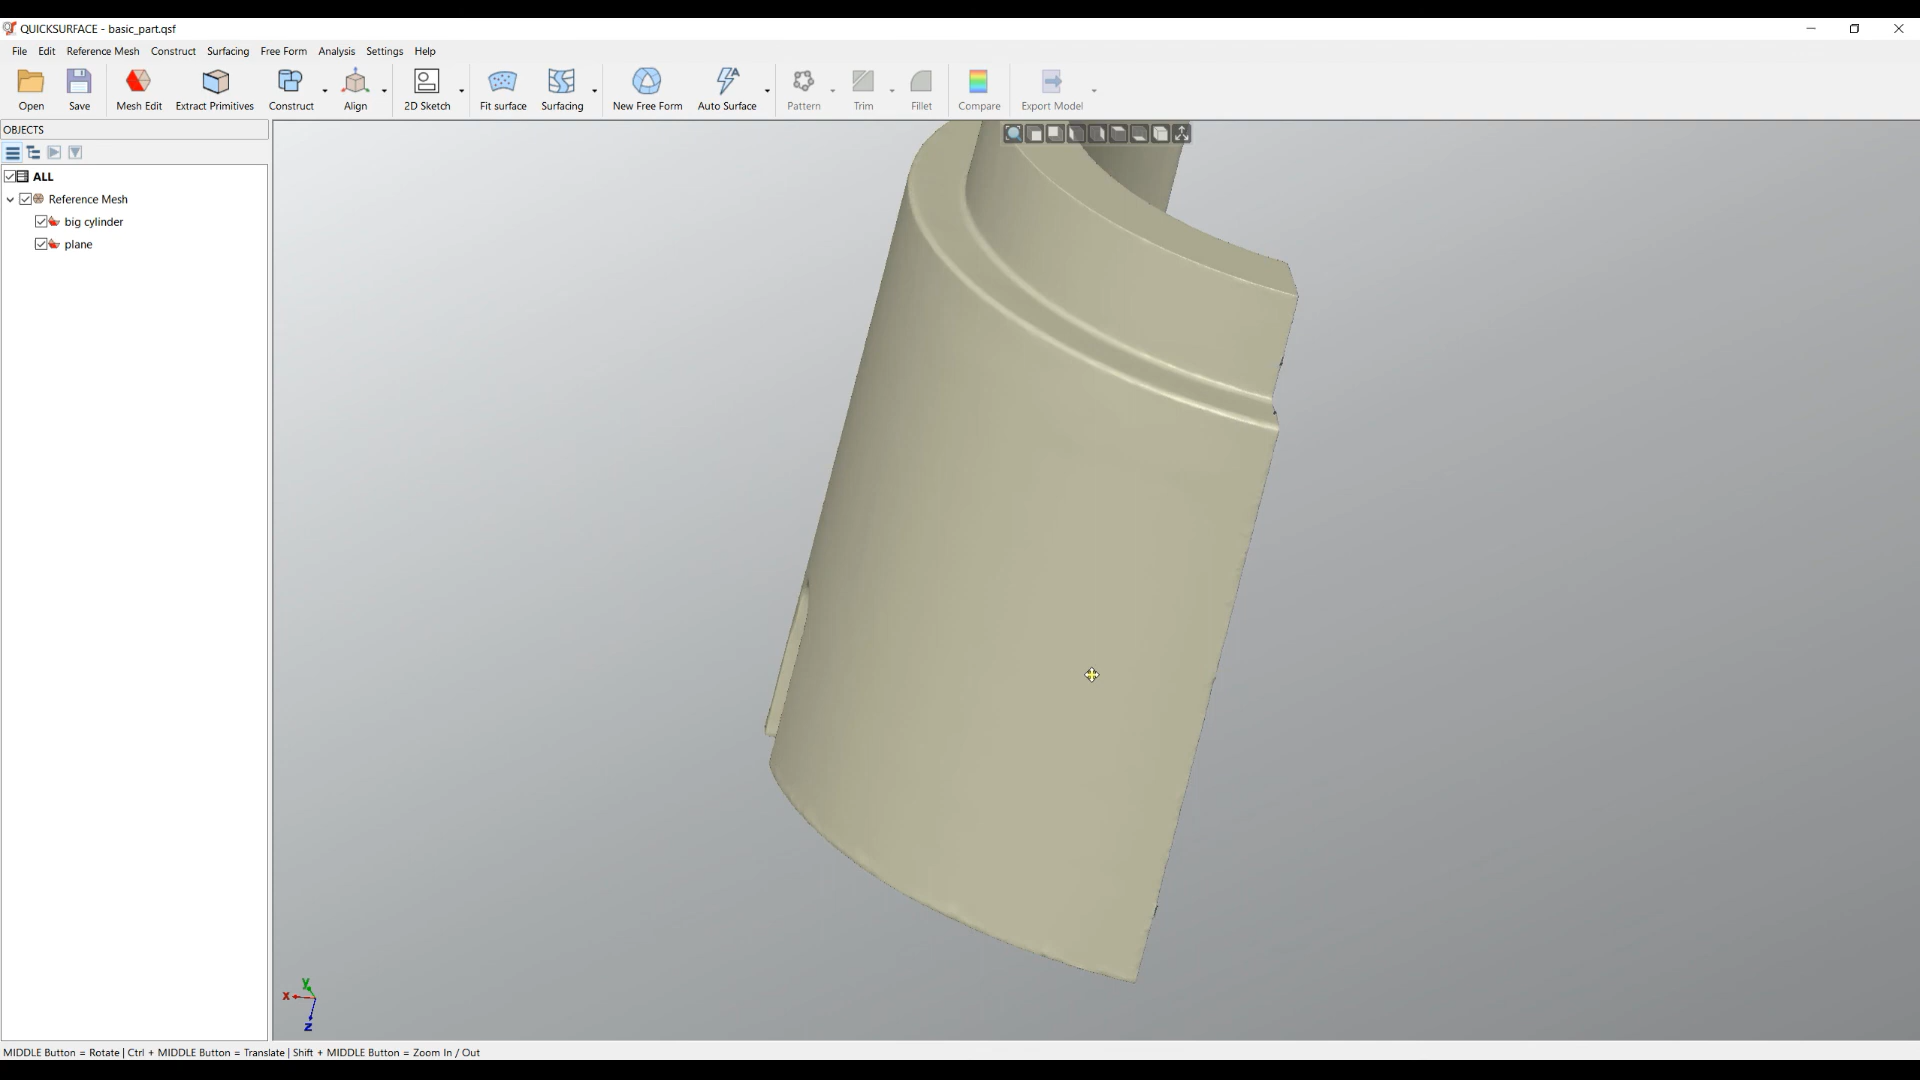 QUICKSURFACE - basic_part.qsf
File Edit Reference Mesh Construct Surfacing Free Form Analysis Settings Help
Open Save Mesh Edit Extract Primitives Construct Align 2D Sketch Fit surface Surfacing New Free Form Auto Surface Pattern Trim Fillet Compare Export Model
OBJECTS
ALL
Reference Mesh
big cylinder
plane
y
x
z
MIDDLE Button = Rotate | Ctrl + MIDDLE Button = Translate | Shift + MIDDLE Button = Zoom In / Out